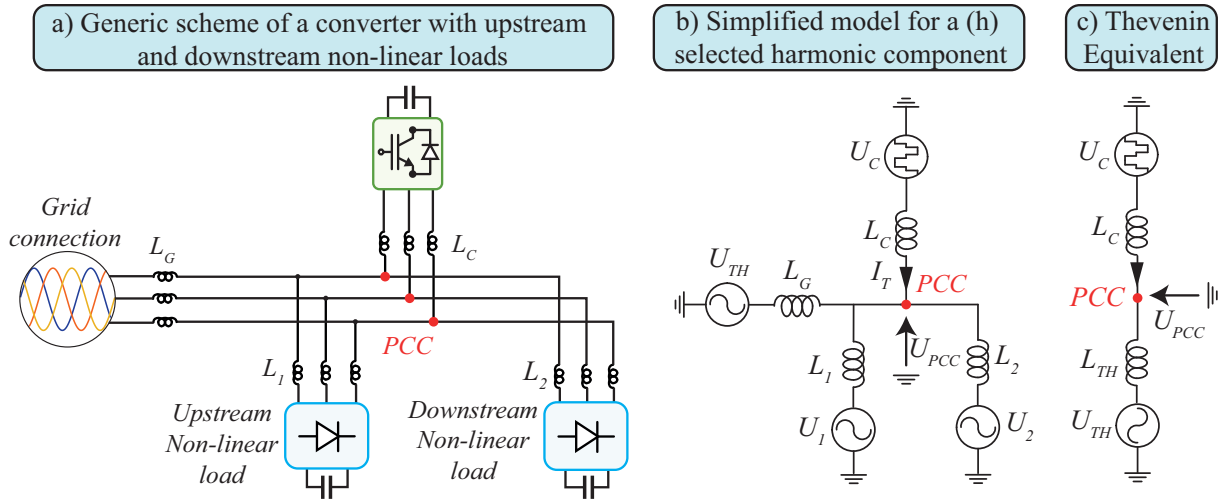 a) Generic scheme of a converter with upstream
and downstream non-linear loads
b) Simplified model for a (h)
selected harmonic component
c) Thevenin
Equivalent
Grid
connection
L_G
L_C
PCC
L_1
L_2
Upstream
Non-linear
load
Downstream
Non-linear
load
U_C
L_C
U_TH
L_G
I_T
PCC
U_PCC
L_1
L_2
U_1
U_2
U_C
L_C
PCC
U_PCC
L_TH
U_TH